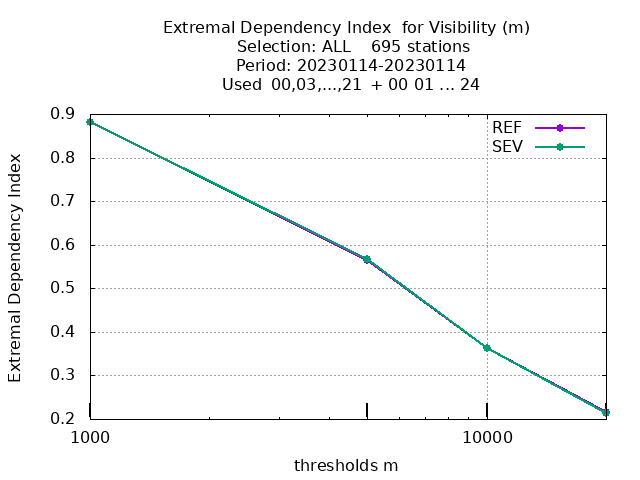 Extremal Dependency Index  for Visibility (m)
Selection: ALL    695 stations
Period: 20230114-20230114
Used  00,03,...,21  + 00 01 ... 24
REF
SEV
Extremal Dependency Index
0.9
0.8
0.7
0.6
0.5
0.4
0.3
0.2
1000
10000
thresholds m